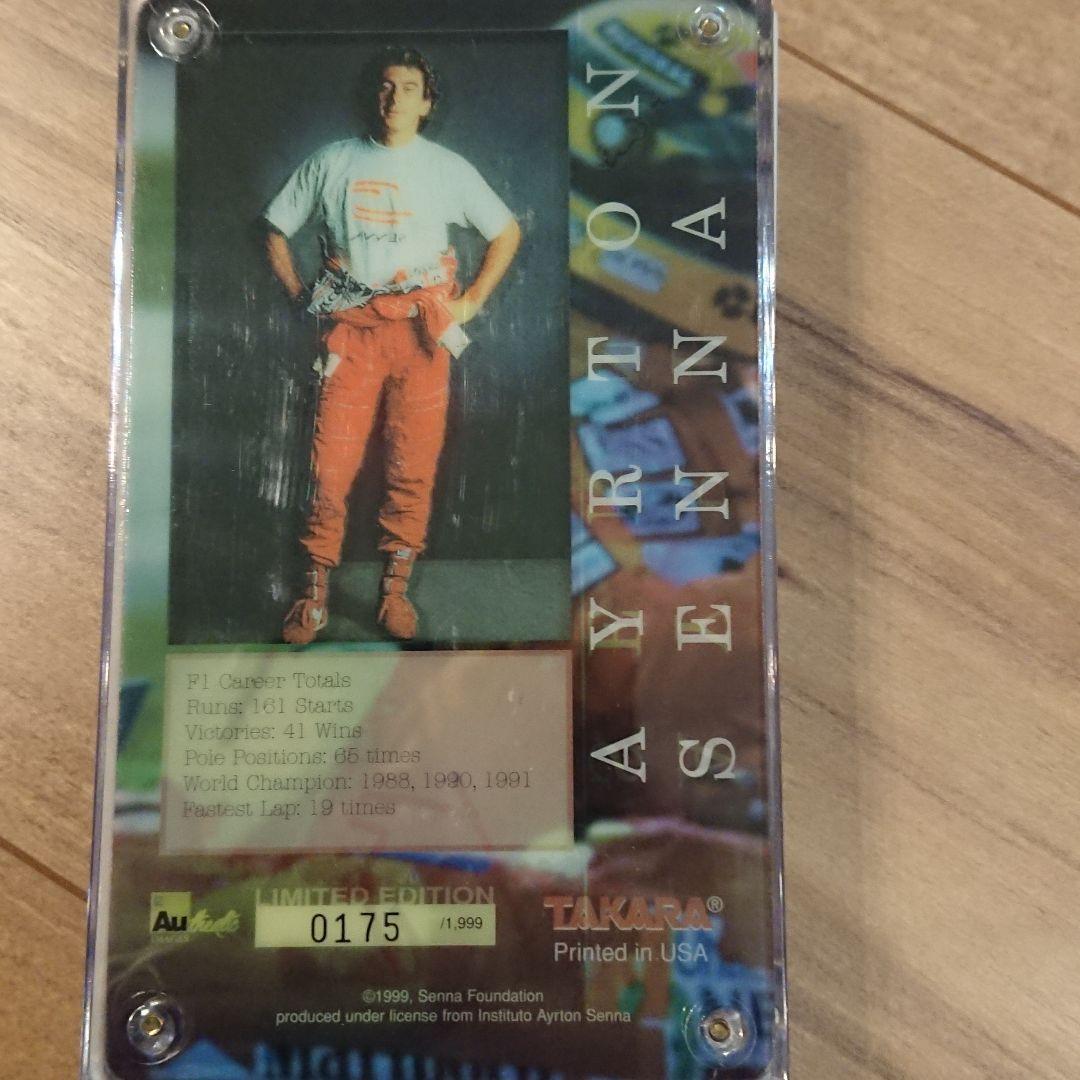 AYRTON
SENNA
F1 Career Totals
Runs: 161 Starts
Victories: 41 Wins
Pole Positions: 65 times
World Champion: 1988, 1990, 1991
Fastest Lap: 19 times
LIMITED EDITION
0175 /1,999
Authentic
IMAGES
TAKARA®
Printed in USA
©1999, Senna Foundation
produced under license from Instituto Ayrton Senna